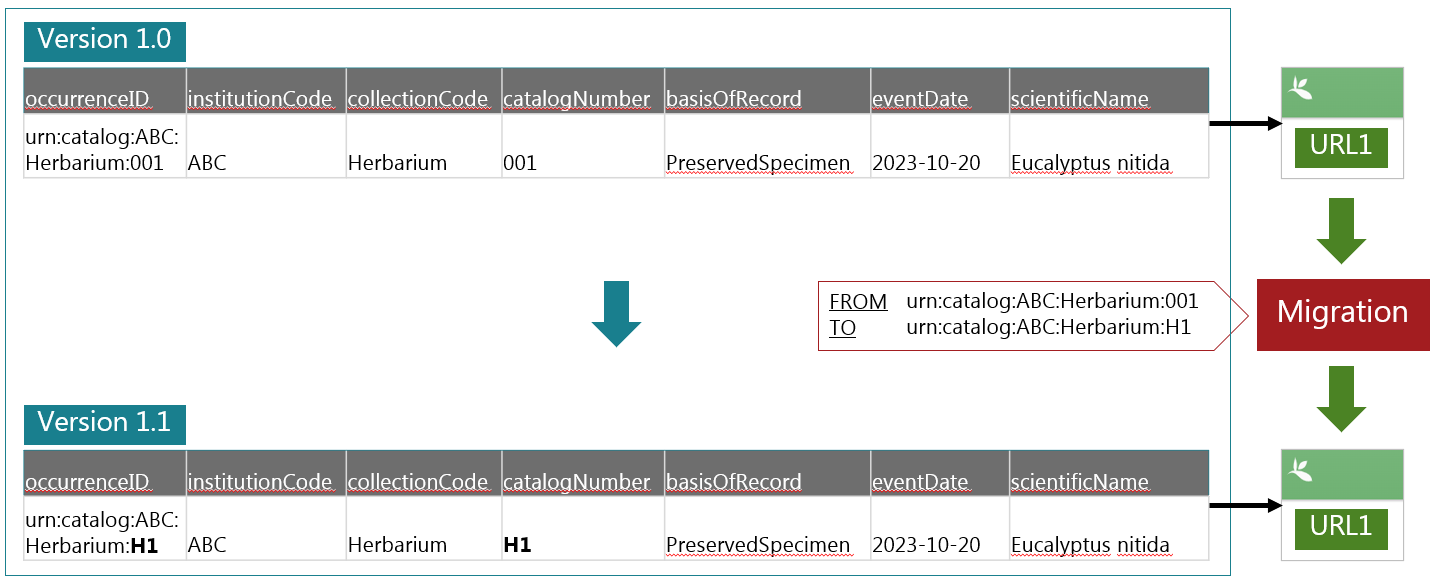 Version 1.0
occurrenceID institutionCode collectionCode catalogNumber basisOfRecord eventDate scientificName
urn:catalog:ABC:
Herbarium:001 ABC Herbarium 001 PreservedSpecimen 2023-10-20 Eucalyptus nitida
URL1
FROM urn:catalog:ABC:Herbarium:001
TO urn:catalog:ABC:Herbarium:H1
Migration
Version 1.1
occurrenceID institutionCode collectionCode catalogNumber basisOfRecord eventDate scientificName
urn:catalog:ABC:
Herbarium:H1 ABC Herbarium H1 PreservedSpecimen 2023-10-20 Eucalyptus nitida
URL1